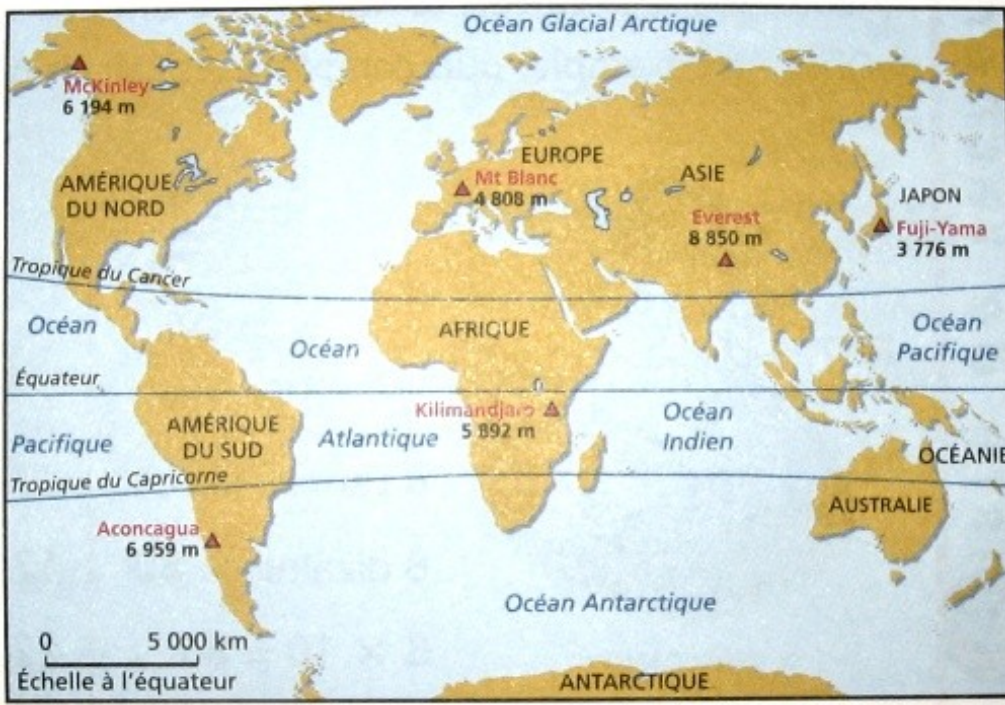 Océan Glacial Arctique
McKinley
6 194 m
AMÉRIQUE
DU NORD
EUROPE
Mt Blanc
4 808 m
ASIE
Everest
8 850 m
JAPON
Fuji-Yama
3 776 m
Tropique du Cancer
Océan
Océan
AFRIQUE
Océan
Pacifique
Équateur
Pacifique
AMÉRIQUE
DU SUD
Atlantique
Kilimandjaro
5 892 m
Océan
Indien
OCÉANIE
Tropique du Capricorne
AUSTRALIE
Aconcagua
6 959 m
Océan Antarctique
0 5 000 km
Échelle à l'équateur
ANTARCTIQUE